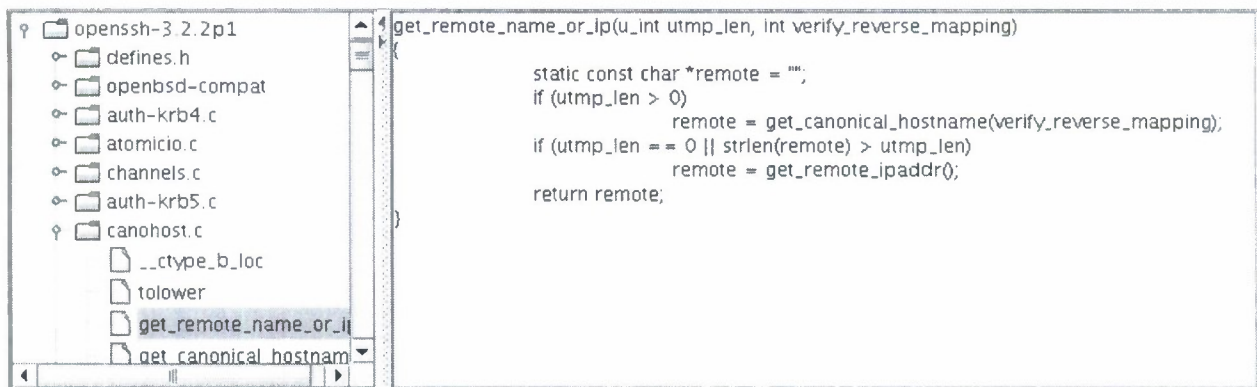 openssh-3.2.2p1
defines.h
openbsd-compat
auth-krb4.c
atomicio.c
channels.c
auth-krb5.c
canohost.c
__ctype_b_loc
tolower
get_remote_name_or_i
get_canonical_hostnam
get_remote_name_or_ip(u_int utmp_len, int verify_reverse_mapping)
{
static const char *remote = "";
if (utmp_len > 0)
remote = get_canonical_hostname(verify_reverse_mapping);
if (utmp_len == 0 || strlen(remote) > utmp_len)
remote = get_remote_ipaddr();
return remote;
}